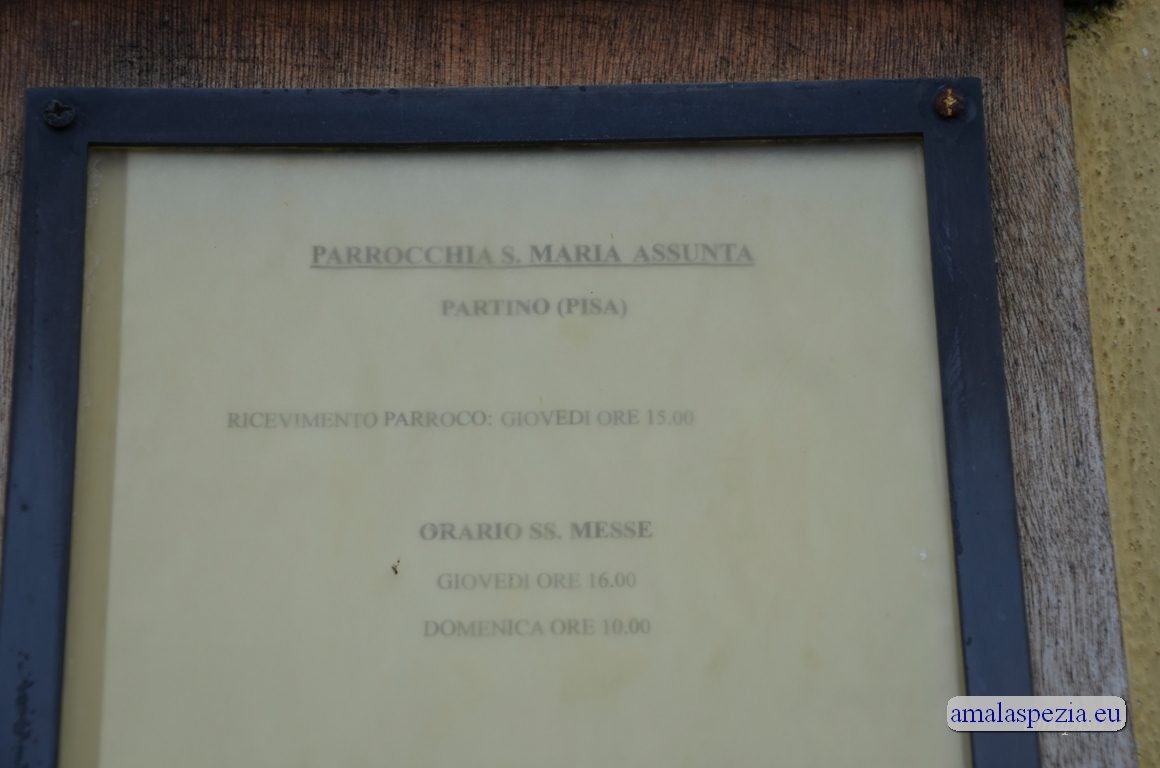 PARROCCHIA S. MARIA ASSUNTA
PARTINO (PISA)
RICEVIMENTO PARROCO: GIOVEDI ORE 15.00
ORARIO SS. MESSE
GIOVEDI ORE 16.00
DOMENICA ORE 10.00
amalaspezia.eu